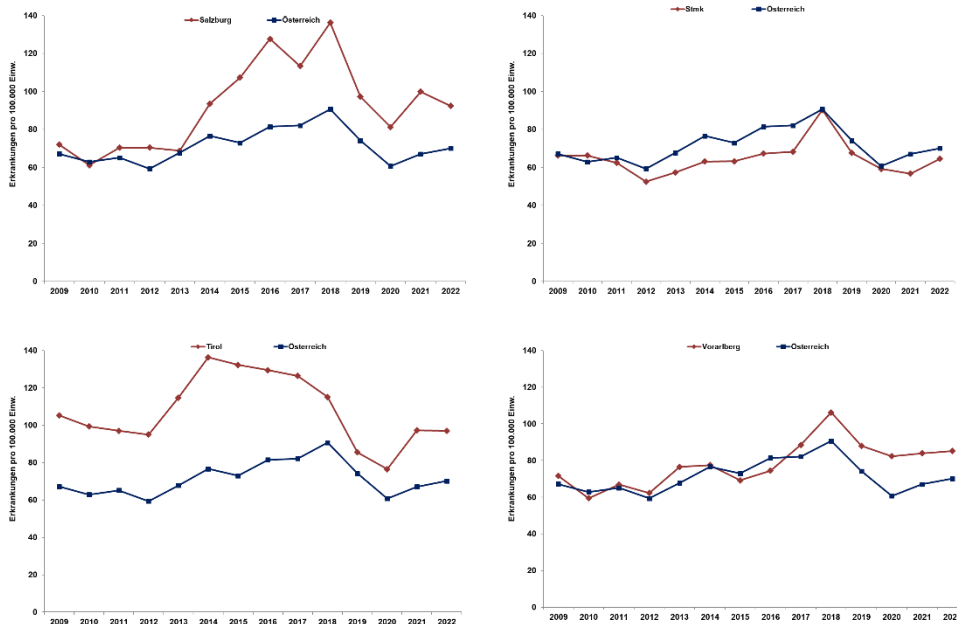 Salzburg Österreich
Erkrankungen pro 100.000 Einw.
140
120
100
80
60
40
20
0
2009 2010 2011 2012 2013 2014 2015 2016 2017 2018 2019 2020 2021 2022
Stmk Österreich
Erkrankungen pro 100.000 Einw.
140
120
100
80
60
40
20
0
2009 2010 2011 2012 2013 2014 2015 2016 2017 2018 2019 2020 2021 2022
Tirol Österreich
Erkrankungen pro 100.000 Einw.
140
120
100
80
60
40
20
0
2009 2010 2011 2012 2013 2014 2015 2016 2017 2018 2019 2020 2021 2022
Vorarlberg Österreich
Erkrankungen pro 100.000 Einw.
140
120
100
80
60
40
20
0
2009 2010 2011 2012 2013 2014 2015 2016 2017 2018 2019 2020 2021 202